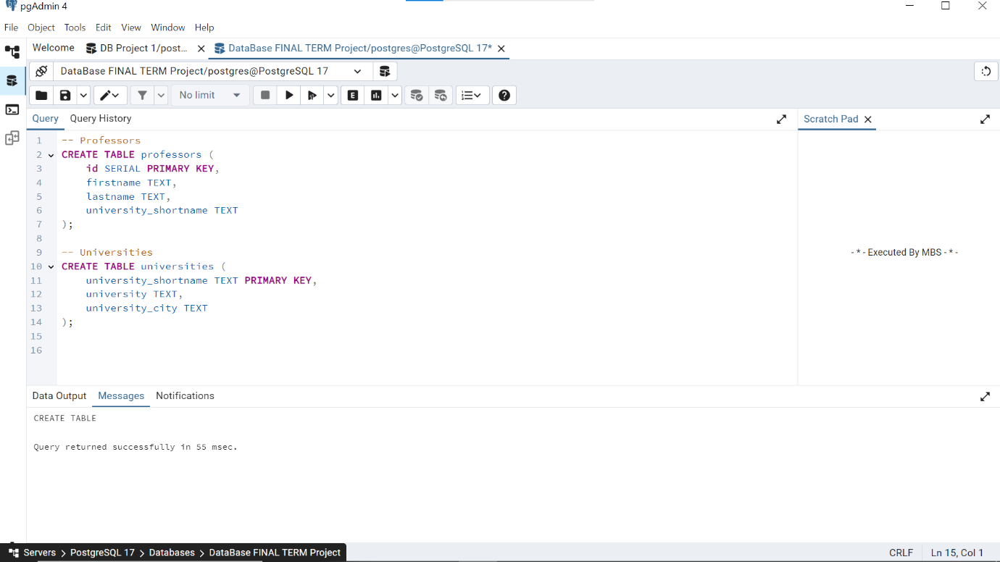 pgAdmin 4
File Object Tools Edit View Window Help
Welcome DB Project 1/post... DataBase FINAL TERM Project/postgres@PostgreSQL 17*
DataBase FINAL TERM Project/postgres@PostgreSQL 17
No limit E
Query Query History
Scratch Pad
1 -- Professors
2 CREATE TABLE professors (
3 id SERIAL PRIMARY KEY,
4 firstname TEXT,
5 lastname TEXT,
6 university_shortname TEXT
7 );
8
9 -- Universities
10 CREATE TABLE universities (
11 university_shortname TEXT PRIMARY KEY,
12 university TEXT,
13 university_city TEXT
14 );
15
16
- * - Executed By MBS - * -
Data Output Messages Notifications
CREATE TABLE
Query returned successfully in 55 msec.
Servers > PostgreSQL 17 > Databases > DataBase FINAL TERM Project
CRLF Ln 15, Col 1